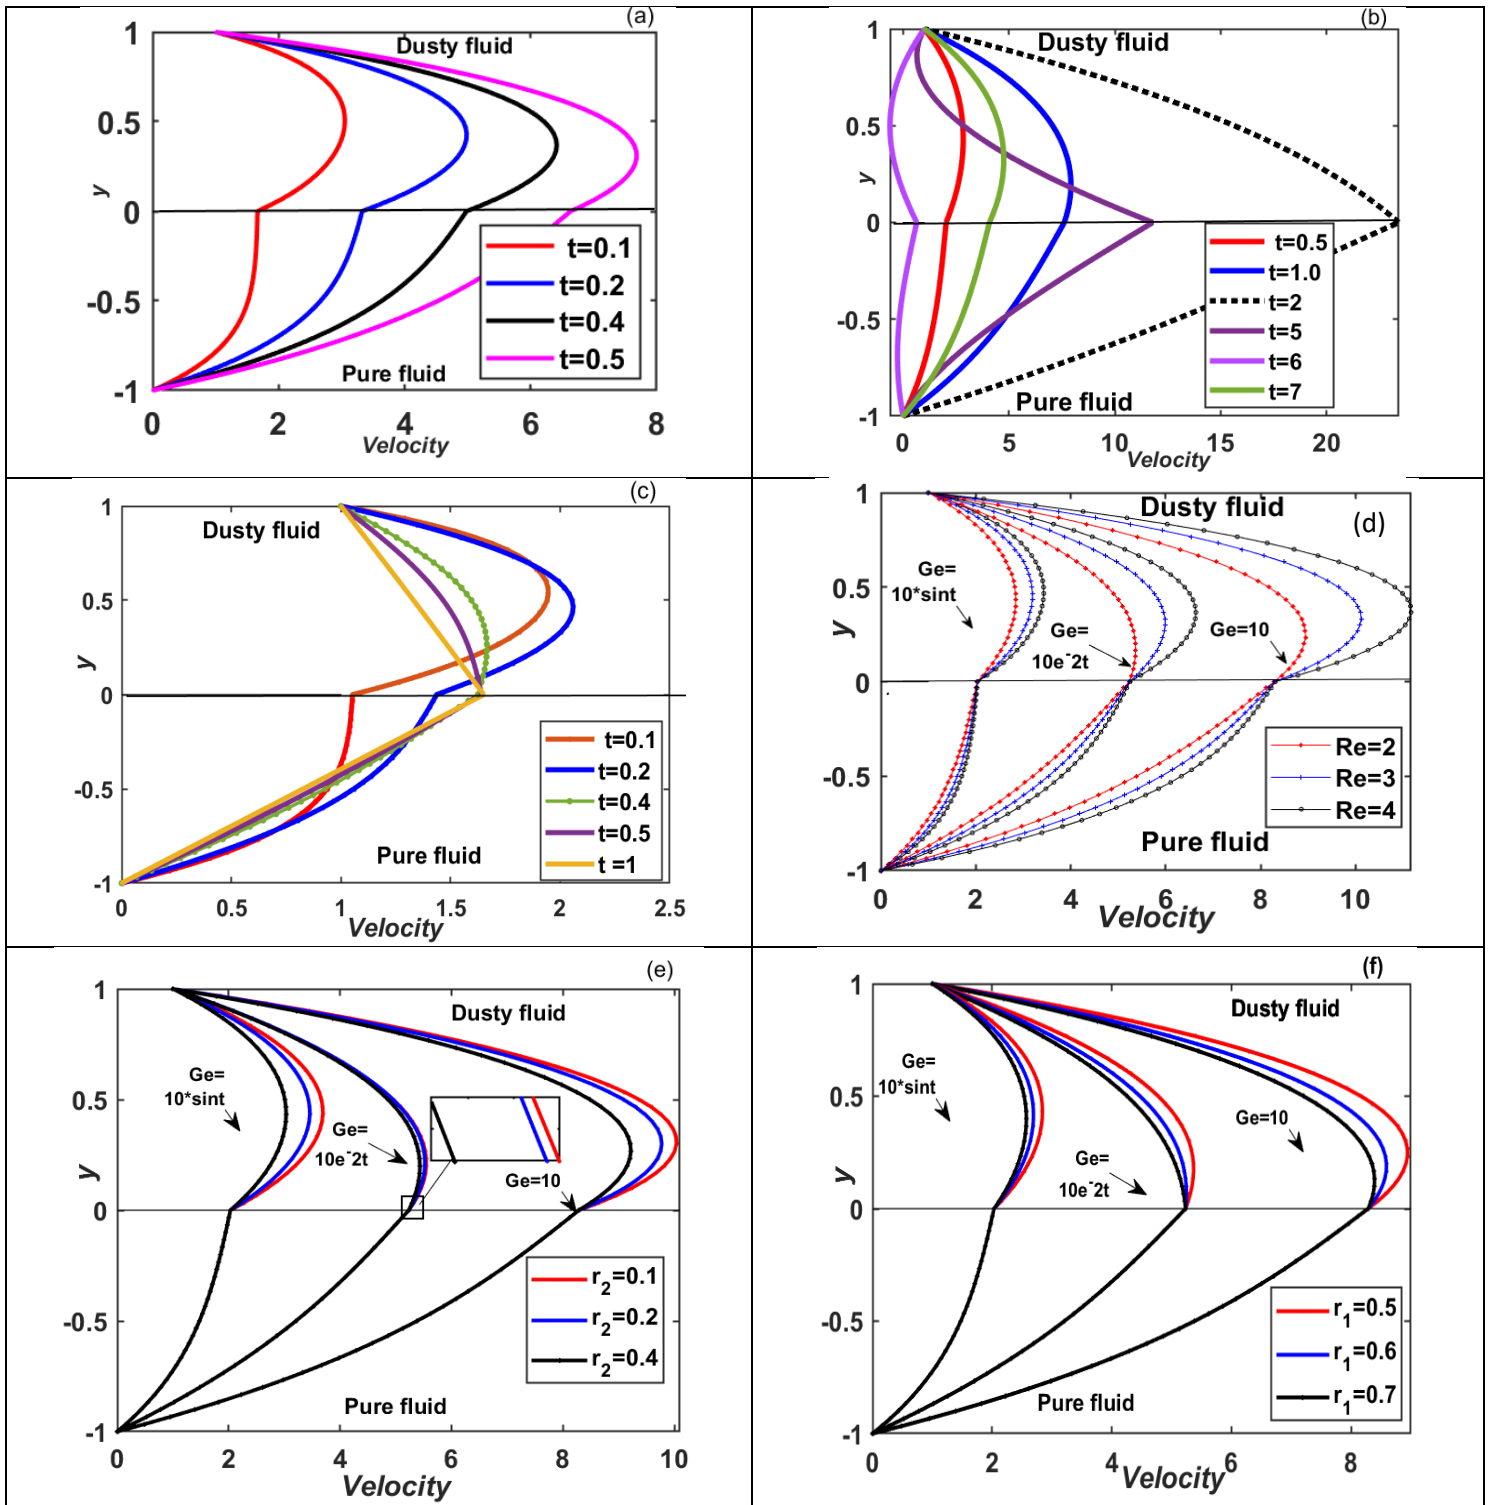 (a)
1
0.5
0
-0.5
-1
y
Dusty fluid
t=0.1
t=0.2
t=0.4
t=0.5
Pure fluid
0 2 4 6 8
Velocity
(b)
1
0.5
0
-0.5
-1
y
Dusty fluid
t=0.5
t=1.0
t=2
t=5
t=6
t=7
Pure fluid
0 5 10 15 20
Velocity
(c)
1
0.5
0
-0.5
-1
y
Dusty fluid
t=0.1
t=0.2
t=0.4
t=0.5
t =1
Pure fluid
0 0.5 1 1.5 2 2.5
Velocity
(d)
1
0.5
0
-0.5
-1
y
Dusty fluid
Ge=
10*sint
Ge=
10e-2t
Ge=10
Re=2
Re=3
Re=4
Pure fluid
0 2 4 6 8 10
Velocity
(e)
1
0.5
0
-0.5
-1
y
Dusty fluid
Ge=
10*sint
Ge=
10e-2t
Ge=10
r2=0.1
r2=0.2
r2=0.4
Pure fluid
0 2 4 6 8 10
Velocity
(f)
1
0.5
0
-0.5
-1
y
Dusty fluid
Ge=
10*sint
Ge=10
Ge=
10e-2t
r1=0.5
r1=0.6
r1=0.7
Pure fluid
0 2 4 6 8
Velocity